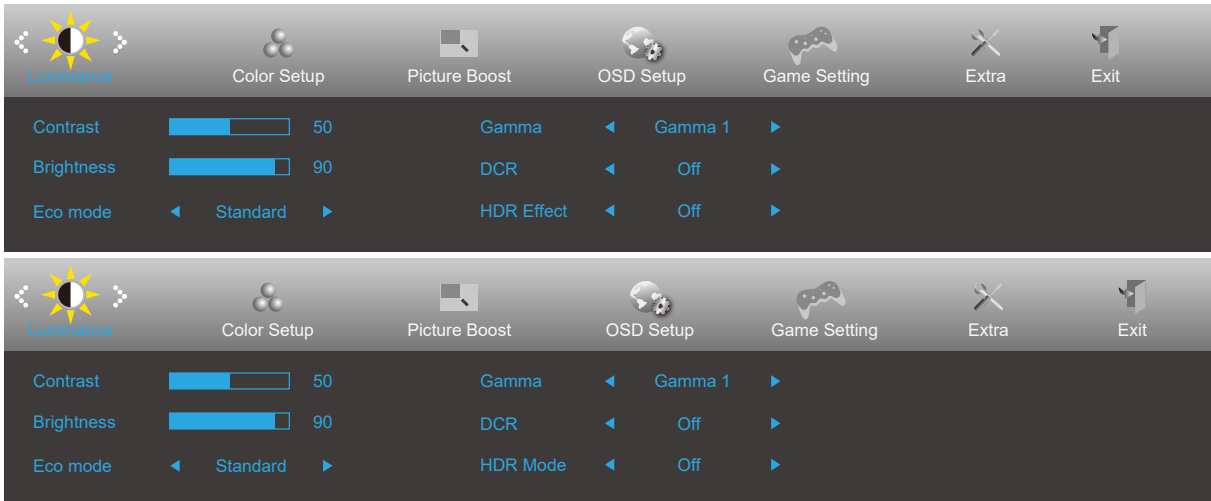 Luminance Color Setup Picture Boost OSD Setup Game Setting Extra Exit
Contrast 50 Gamma Gamma 1
Brightness 90 DCR Off
Eco mode Standard HDR Effect Off
Luminance Color Setup Picture Boost OSD Setup Game Setting Extra Exit
Contrast 50 Gamma Gamma 1
Brightness 90 DCR Off
Eco mode Standard HDR Mode Off